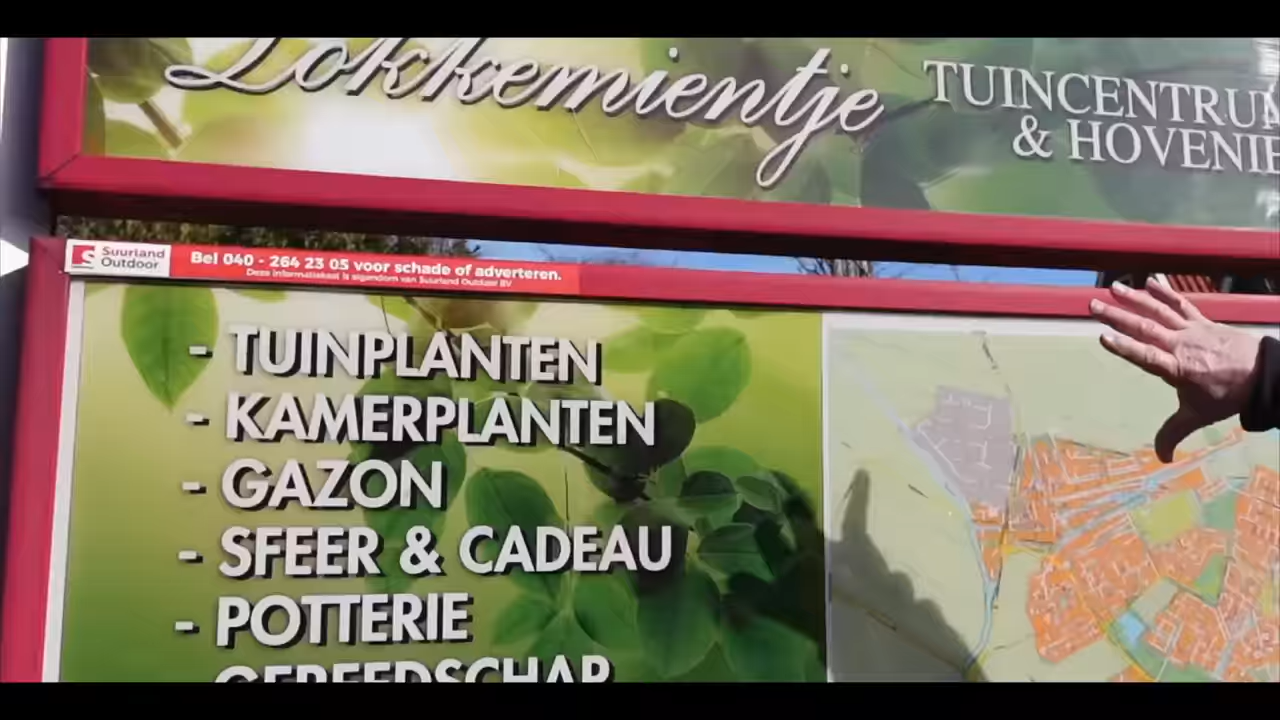 Lokkemientje
TUINCENTRUM
& HOVENIE
Suurland
Outdoor
Bel 040 - 264 23 05 voor schade of adverteren.
Deze informatiekast is eigendom van Suurland Outdoor BV
- TUINPLANTEN
- KAMERPLANTEN
- GAZON
- SFEER & CADEAU
- POTTERIE
GEREEDSCHAP